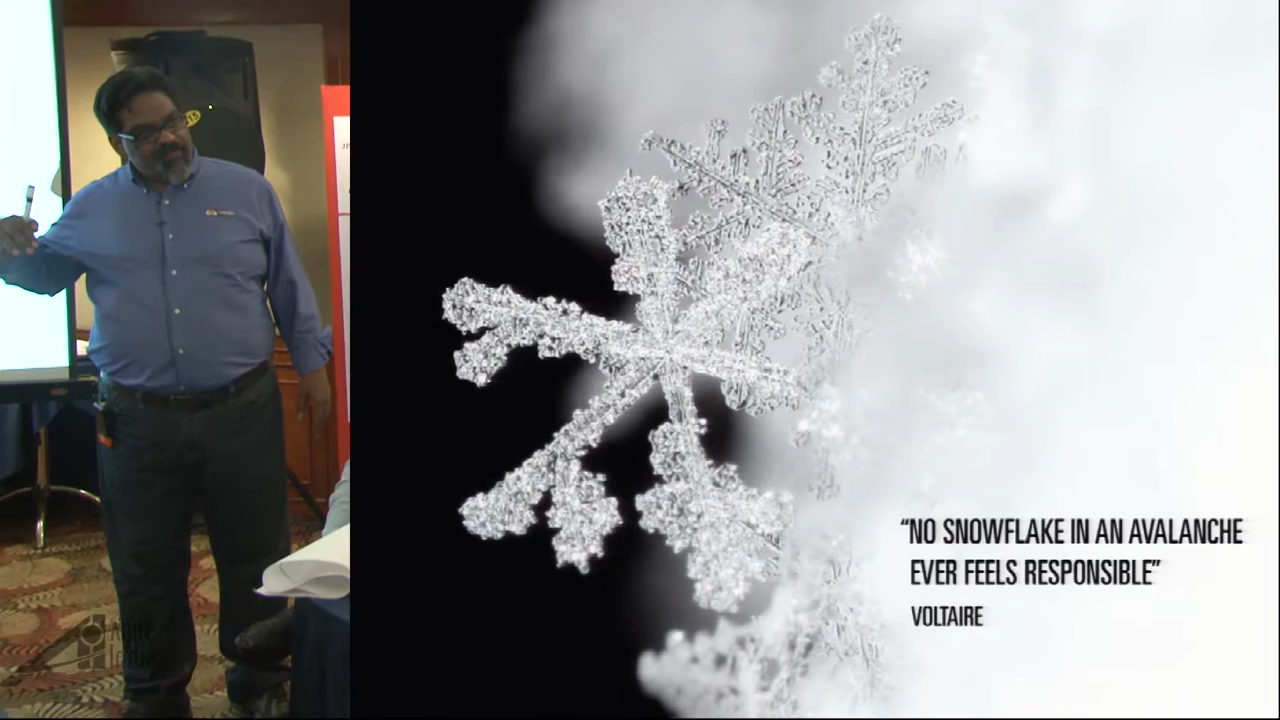 “NO SNOWFLAKE IN AN AVALANCHE
EVER FEELS RESPONSIBLE”
VOLTAIRE